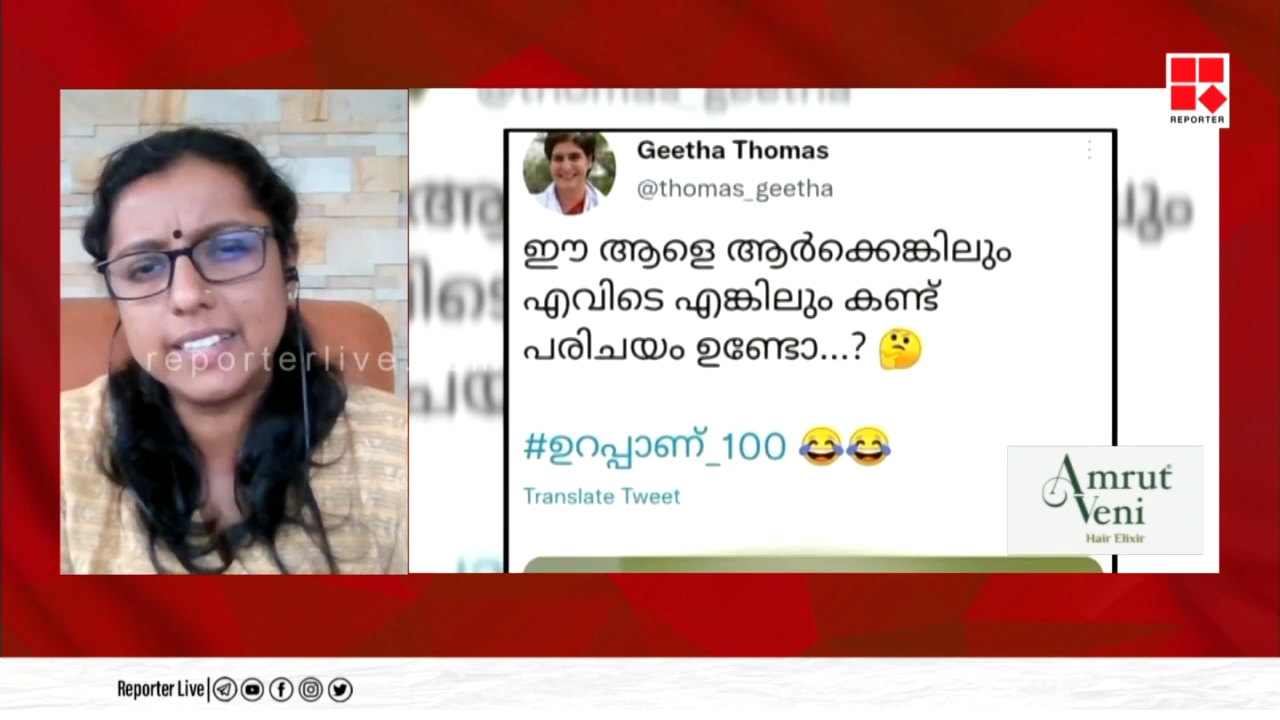 REPORTER
Geetha Thomas
@thomas_geetha
ഈ ആളെ ആർക്കെങ്കിലും
എവിടെ എങ്കിലും കണ്ട്
പരിചയം ഉണ്ടോ...? 🤔
#ഉറപ്പാണ്_100 😂😂
Translate Tweet
reporterlive.
Amrut
Veni
Hair Elixir
Reporter Live